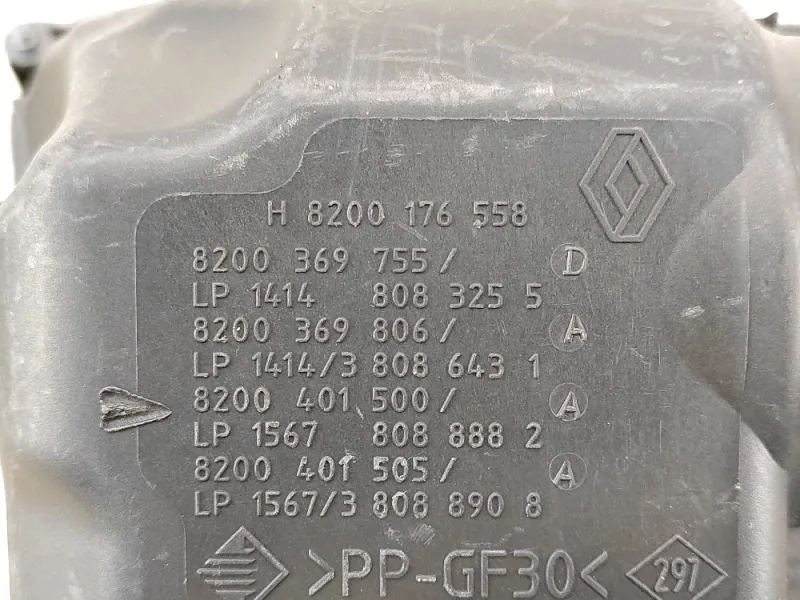 H 8200 176 558
8200 369 755/ D
LP 1414 808 325 5
8200 369 806/ A
LP 1414/3 808 643 1
8200 401 500/ A
LP 1567 808 888 2
8200 401 505/ A
LP 1567/3 808 890 8
>PP-GF30< 297